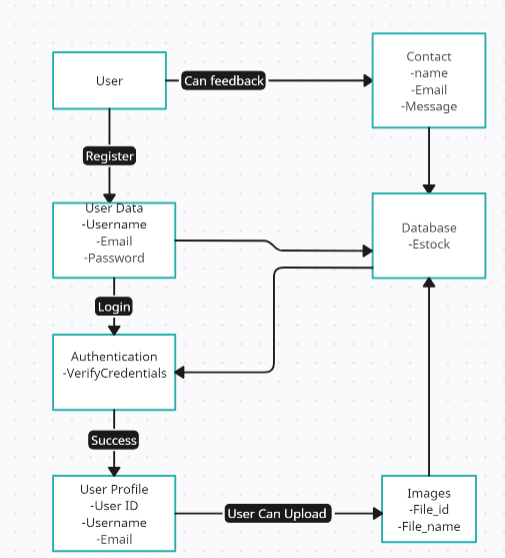 User
Can feedback
Contact
-name
-Email
-Message
Register
User Data
-Username
-Email
-Password
Database
-Estock
Login
Authentication
-VerifyCredentials
Success
User Profile
-User ID
-Username
-Email
User Can Upload
Images
-File_id
-File_name